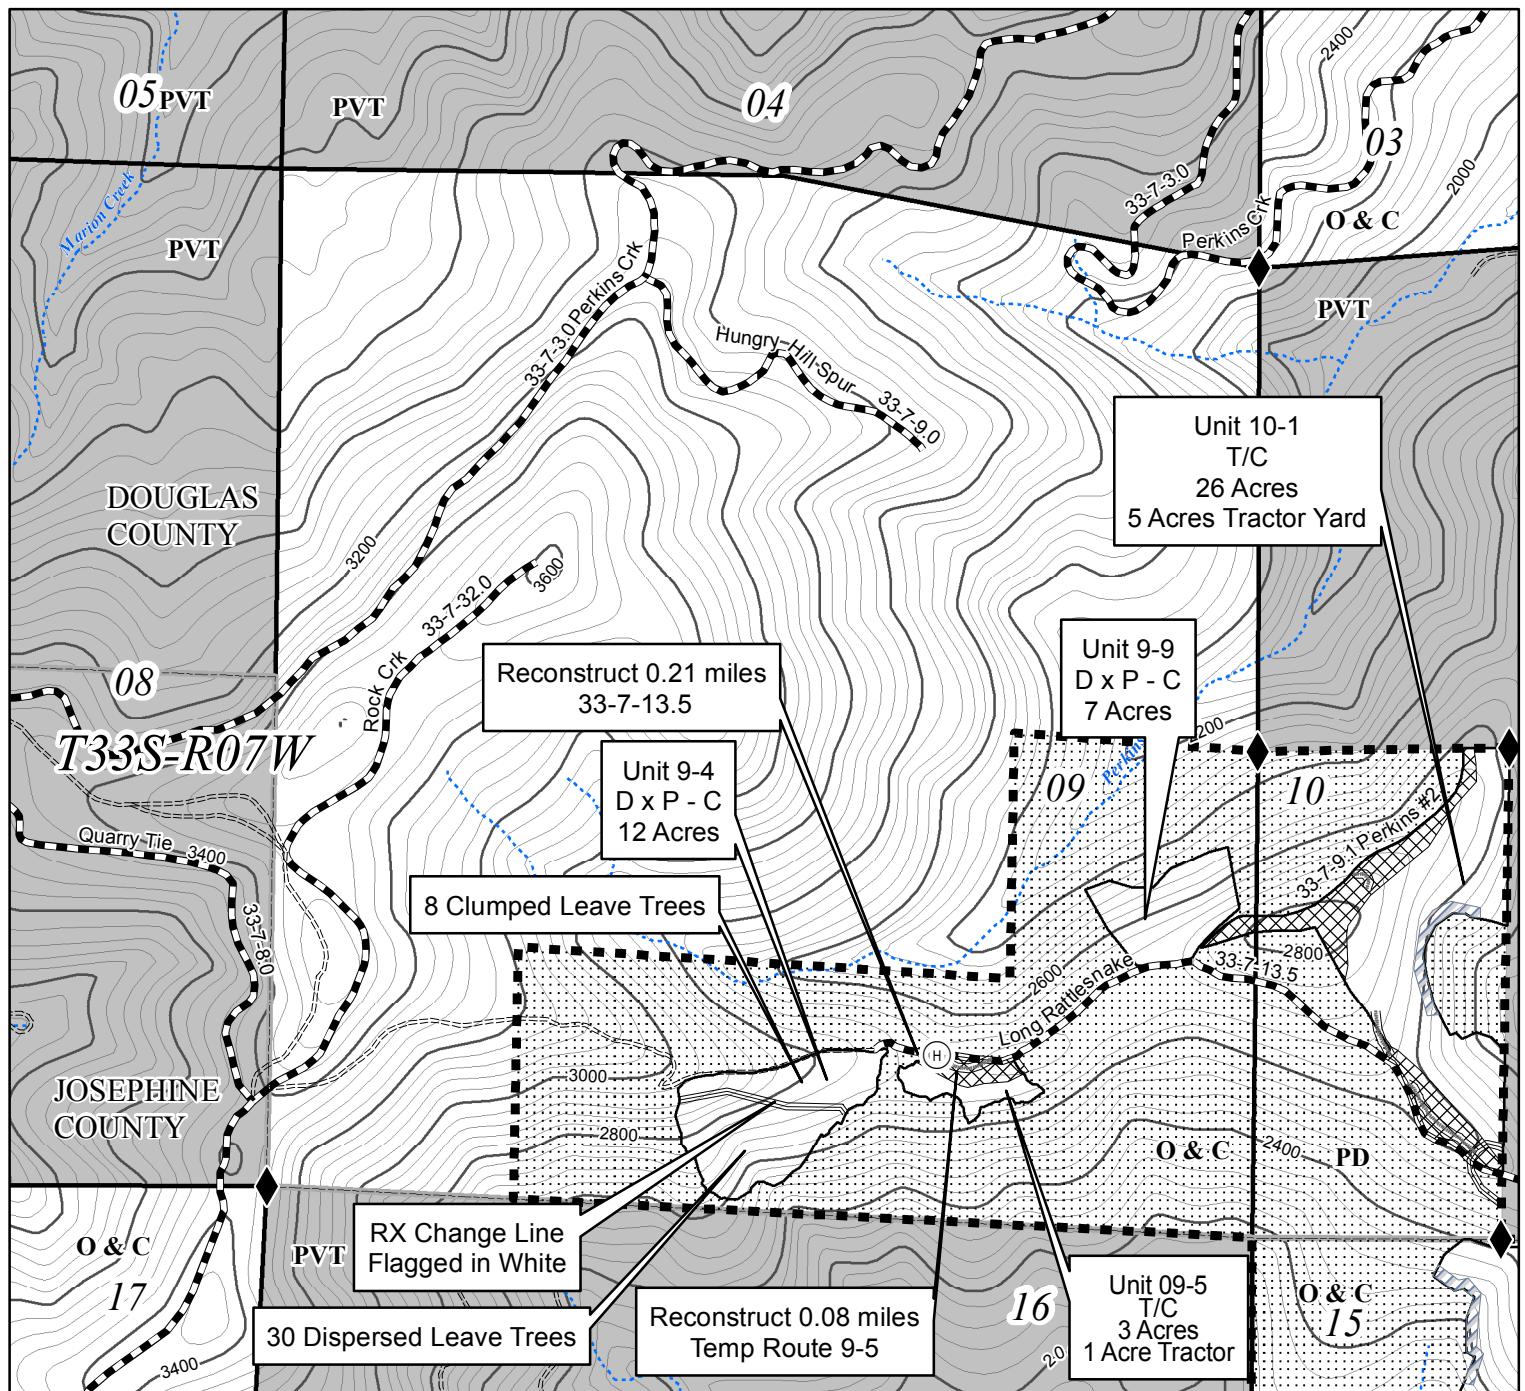 05
PVT
PVT
04
2400
03
2000
Marion Creek
PVT
33-7-3.0
Perkins Crk
O & C
PVT
33-7-3.0 Perkins Crk
Hungry-Hill-Spur
33-7-9.0
Unit 10-1
T/C
26 Acres
5 Acres Tractor Yard
DOUGLAS
COUNTY
3200
3600
33-7-32.0
Rock Crk
Reconstruct 0.21 miles
33-7-13.5
Unit 9-9
D x P - C
7 Acres
08
T33S-R07W
Unit 9-4
D x P - C
12 Acres
09
10
Quarry Tie
3400
33-7-8.0
33-7-9.1 Perkins #2
8 Clumped Leave Trees
2800
33-7-13.5
2600
Long Rattlesnake
H
3000
JOSEPHINE
COUNTY
2800
O & C
2400
PD
O & C
17
PVT
RX Change Line
Flagged in White
30 Dispersed Leave Trees
Reconstruct 0.08 miles
Temp Route 9-5
16
Unit 09-5
T/C
3 Acres
1 Acre Tractor
O & C
15
3400